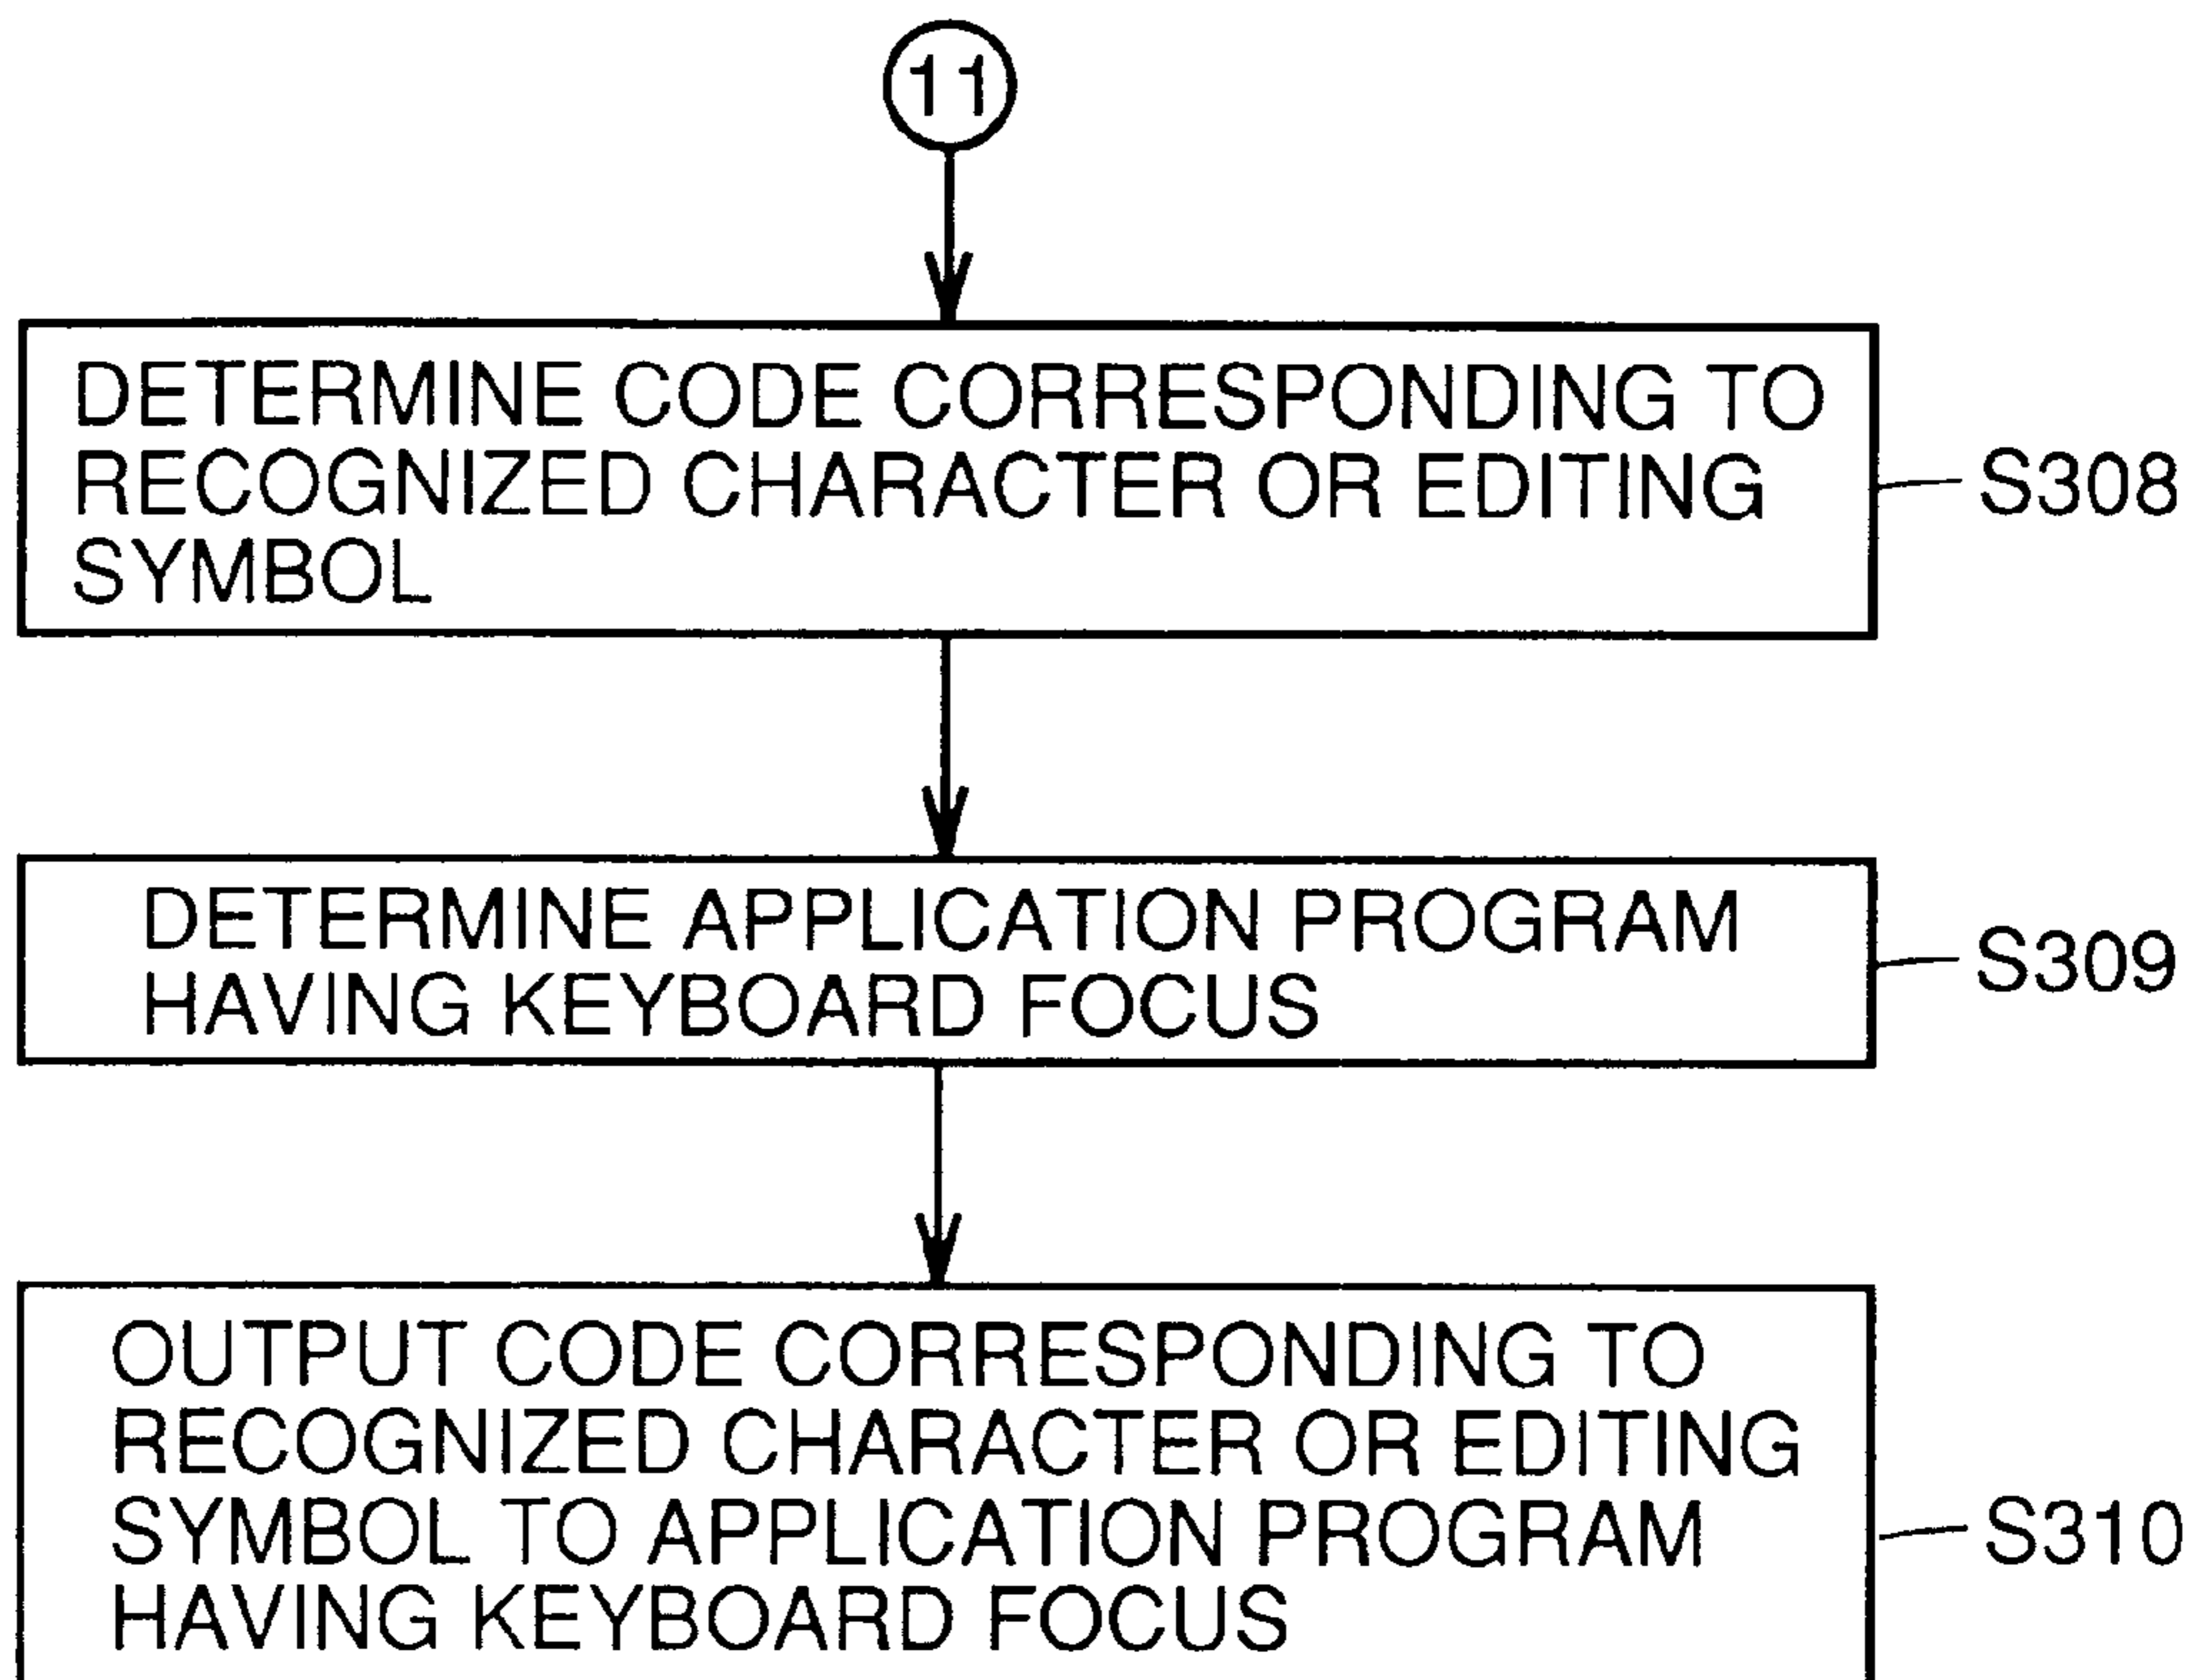 11
DETERMINE CODE CORRESPONDING TO
RECOGNIZED CHARACTER OR EDITING
SYMBOL
S308
DETERMINE APPLICATION PROGRAM
HAVING KEYBOARD FOCUS
S309
OUTPUT CODE CORRESPONDING TO
RECOGNIZED CHARACTER OR EDITING
SYMBOL TO APPLICATION PROGRAM
HAVING KEYBOARD FOCUS
S310